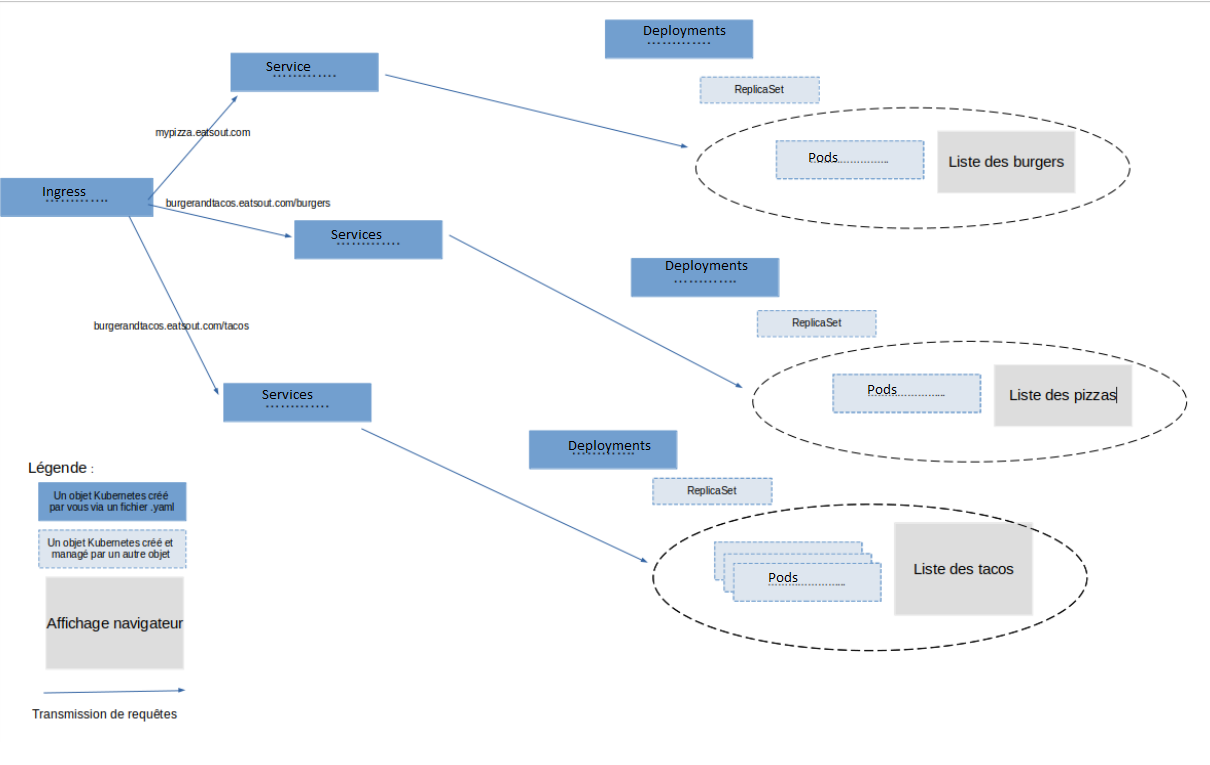 Deployments
.............
Service
.............
ReplicaSet
mypizza.eatsout.com
Pods...............
Liste des burgers
Ingress
.............
burgerandtacos.eatsout.com/burgers
Services
.............
Deployments
.............
ReplicaSet
burgerandtacos.eatsout.com/tacos
Pods...............
Liste des pizzas
Services
.............
Deployments
.............
ReplicaSet
Pods...............
Liste des tacos
Légende :
Un objet Kubernetes créé
par vous via un fichier .yaml
Un objet Kubernetes créé et
managé par un autre objet
Affichage navigateur
Transmission de requêtes